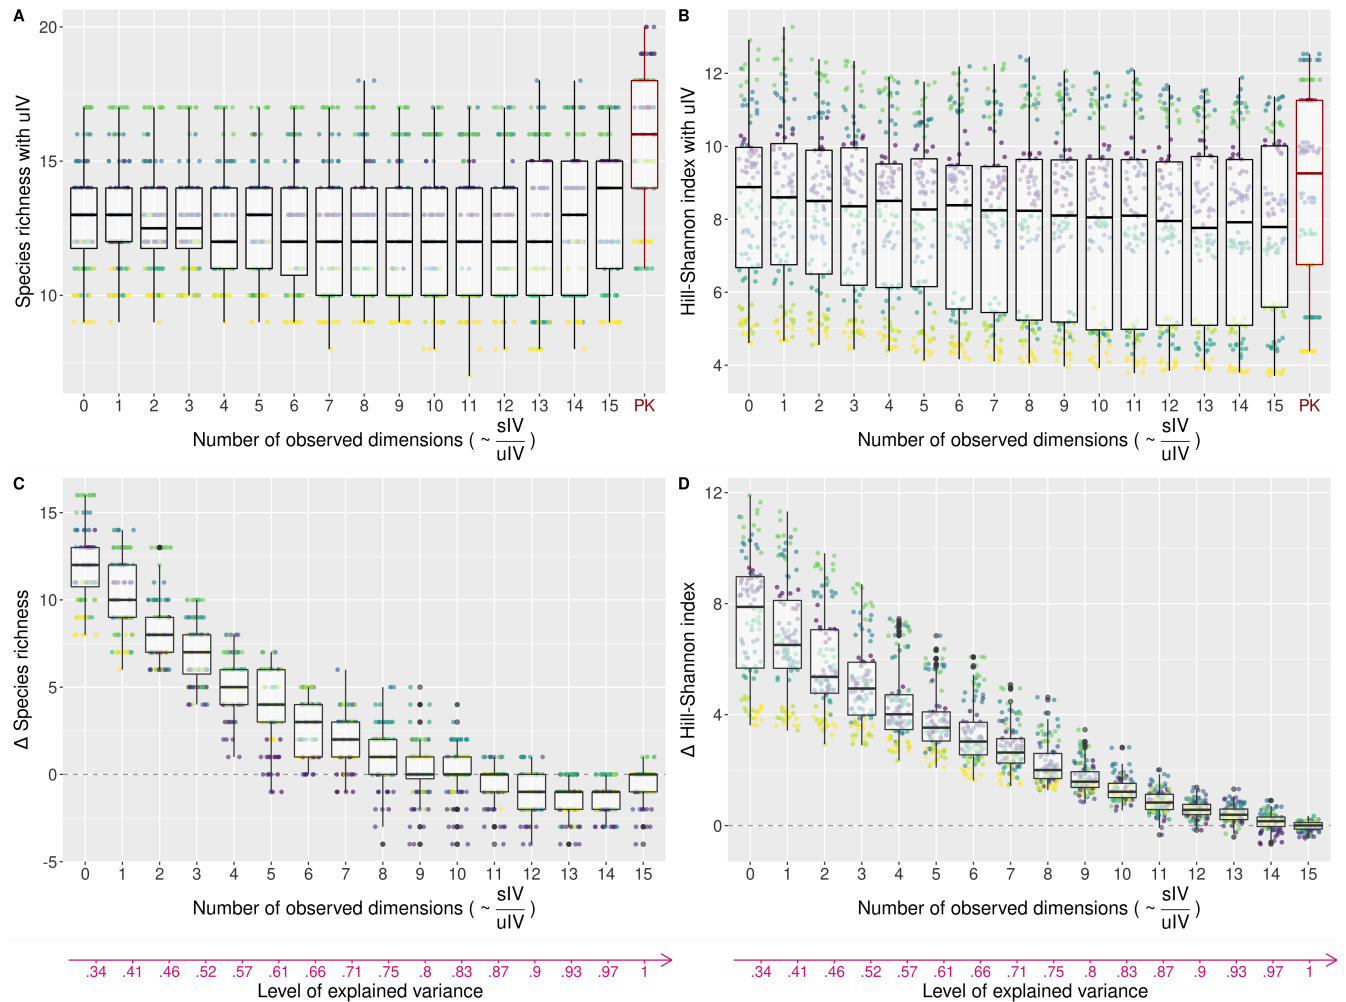 A
Species richness with uIV
20
15
10
0 1 2 3 4 5 6 7 8 9 10 11 12 13 14 15 PK
Number of observed dimensions ( ~ sIV
uIV )
B
Hill-Shannon index with uIV
12
10
8
6
4
0 1 2 3 4 5 6 7 8 9 10 11 12 13 14 15 PK
Number of observed dimensions ( ~ sIV
uIV )
C
Δ Species richness
15
10
5
0
-5
0 1 2 3 4 5 6 7 8 9 10 11 12 13 14 15
Number of observed dimensions ( ~ sIV
uIV )
D
Δ Hill-Shannon index
12
8
4
0
0 1 2 3 4 5 6 7 8 9 10 11 12 13 14 15
Number of observed dimensions ( ~ sIV
uIV )
.34 .41 .46 .52 .57 .61 .66 .71 .75 .8 .83 .87 .9 .93 .97 1
Level of explained variance
.34 .41 .46 .52 .57 .61 .66 .71 .75 .8 .83 .87 .9 .93 .97 1
Level of explained variance